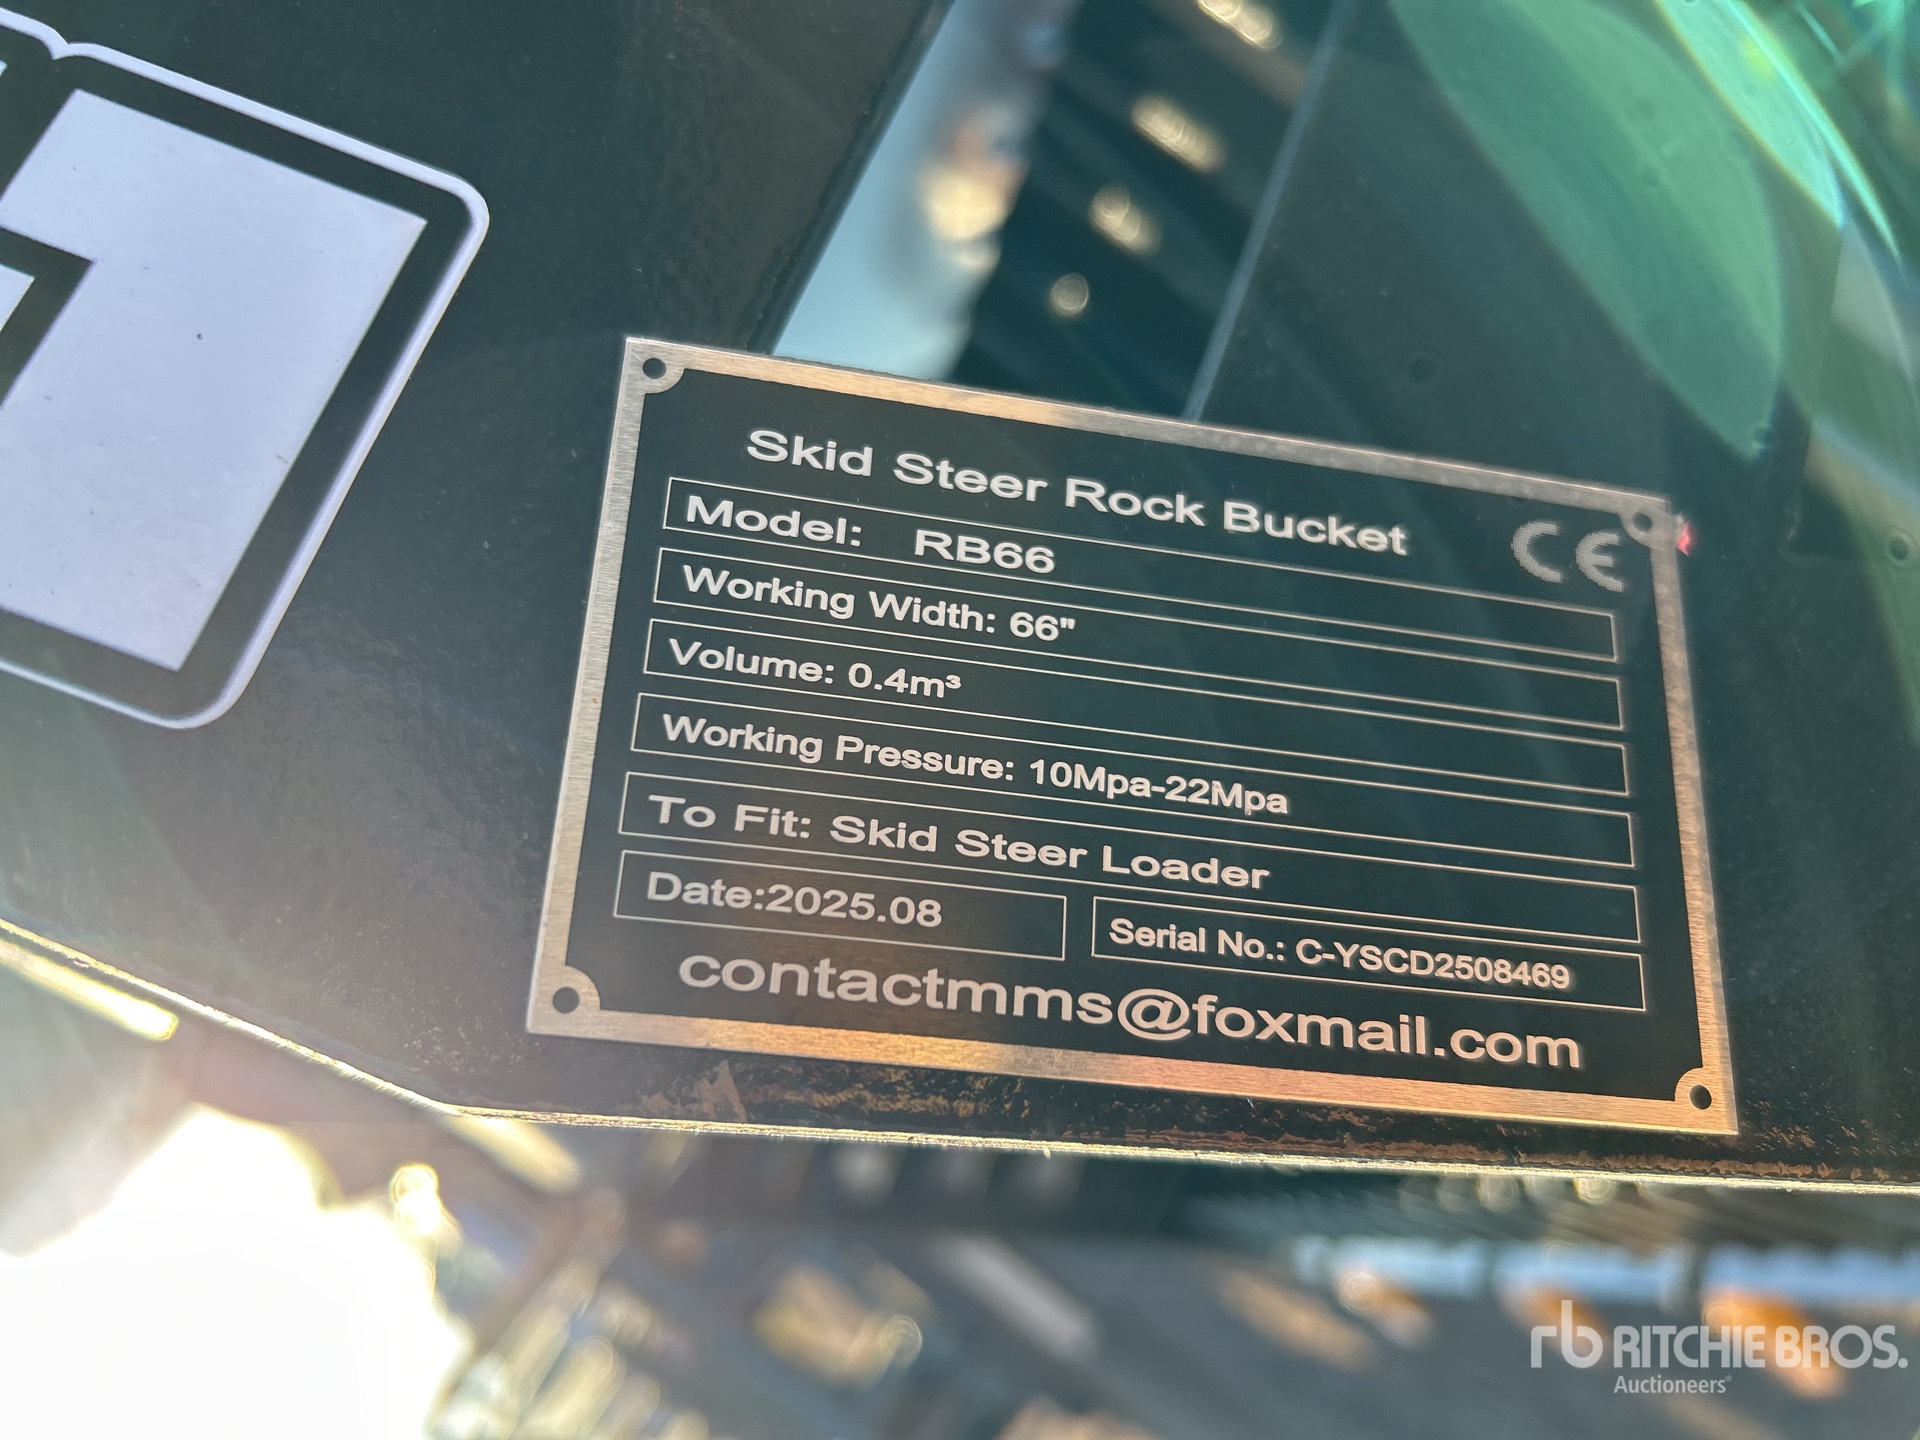 Skid Steer Rock Bucket
CE
Model: RB66
Working Width: 66"
Volume: 0.4m³
Working Pressure: 10Mpa-22Mpa
To Fit: Skid Steer Loader
Date:2025.08
Serial No.: C-YSCD2508469
contactmms@foxmail.com
rb RITCHIE BROS.
Auctioneers